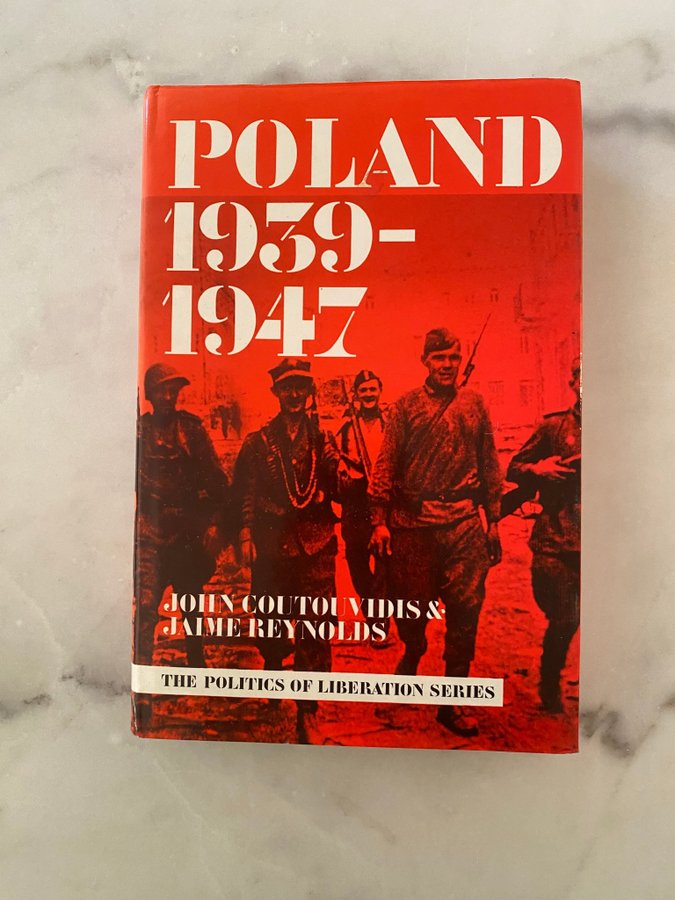 POLAND
1939-
1947
JOHN COUTOUVIDIS &
JAIME REYNOLDS
THE POLITICS OF LIBERATION SERIES